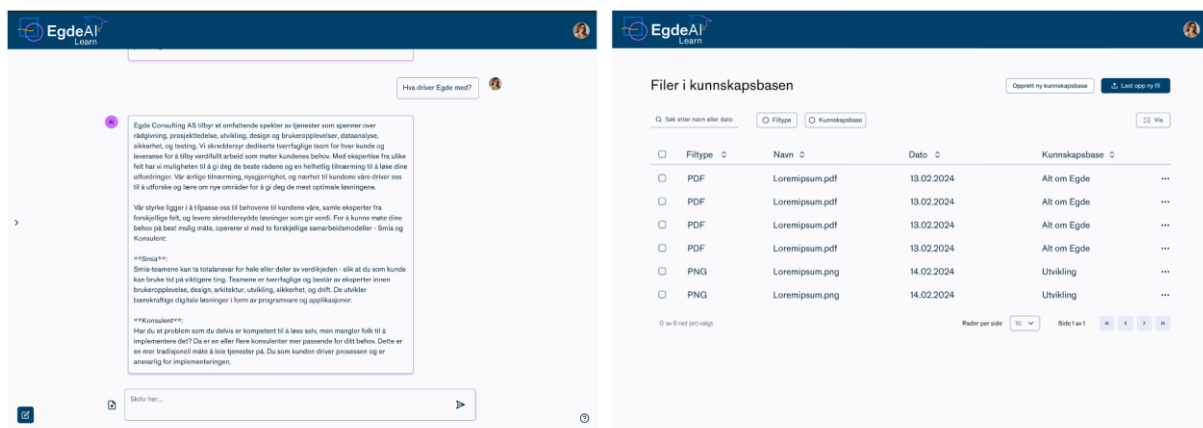 EgdeAI
Learn
Hva driver Egde med?
AI
Egde Consulting AS tilbyr et omfattende spekter av tjenester som spenner over
rådgivning, prosjektledelse, utvikling, design og brukeropplevelser, dataanalyse,
sikkerhet, og testing. Vi skreddersyr dedikerte tverrfaglige team for hver kunde og
leveranse for å tilby verdifullt arbeid som møter kundenes behov. Med ekspertise fra ulike
felt har vi muligheten til å gi deg de beste rådene og en helhetlig tilnærming til å løse dine
utfordringer. Vår ærlige tilnærming, nysgjerrighet, og nærhet til kundene våre driver oss
til å utforske og lære om nye områder for å gi deg de mest optimale løsningene.
Vår styrke ligger i å tilpasse oss til behovene til kundene våre, samle eksperter fra
forskjellige felt, og levere skreddersydde løsninger som gir verdi. For å kunne møte dine
behov på best mulig måte, opererer vi med to forskjellige samarbeidsmodeller - Smia og
Konsulent:
**Smia**:
Smia-teamene kan ta totalansvar for hele eller deler av verdikjeden - slik at du som kunde
kan bruke tid på viktigere ting. Teamene er tverrfaglige og består av eksperter innen
brukeropplevelse, design, arkitektur, utvikling, sikkerhet, og drift. De utvikler
bærekraftige digitale løsninger i form av programvare og applikasjoner.
**Konsulent**:
Har du et problem som du delvis er kompetent til å løse selv, men mangler folk til å
implementere det? Da er en eller flere konsulenter mer passende for ditt behov. Dette er
en mer tradisjonell måte å leie tjenester på. Du som kunden driver prosessen og er
ansvarlig for implementeringen.
Skriv her...
EgdeAI
Learn
Filer i kunnskapsbasen
Opprett ny kunnskapsbase
Last opp ny fil
Søk etter navn eller dato
Filtype
Kunnskapsbase
Vis
Filtype Navn Dato Kunnskapsbase
PDF Loremipsum.pdf 13.02.2024 Alt om Egde
PDF Loremipsum.pdf 13.02.2024 Alt om Egde
PDF Loremipsum.pdf 13.02.2024 Alt om Egde
PDF Loremipsum.pdf 13.02.2024 Alt om Egde
PNG Loremipsum.png 14.02.2024 Utvikling
PNG Loremipsum.png 14.02.2024 Utvikling
0 av 6 rad (er) valgt.
Rader per side 10 Side 1 av 1